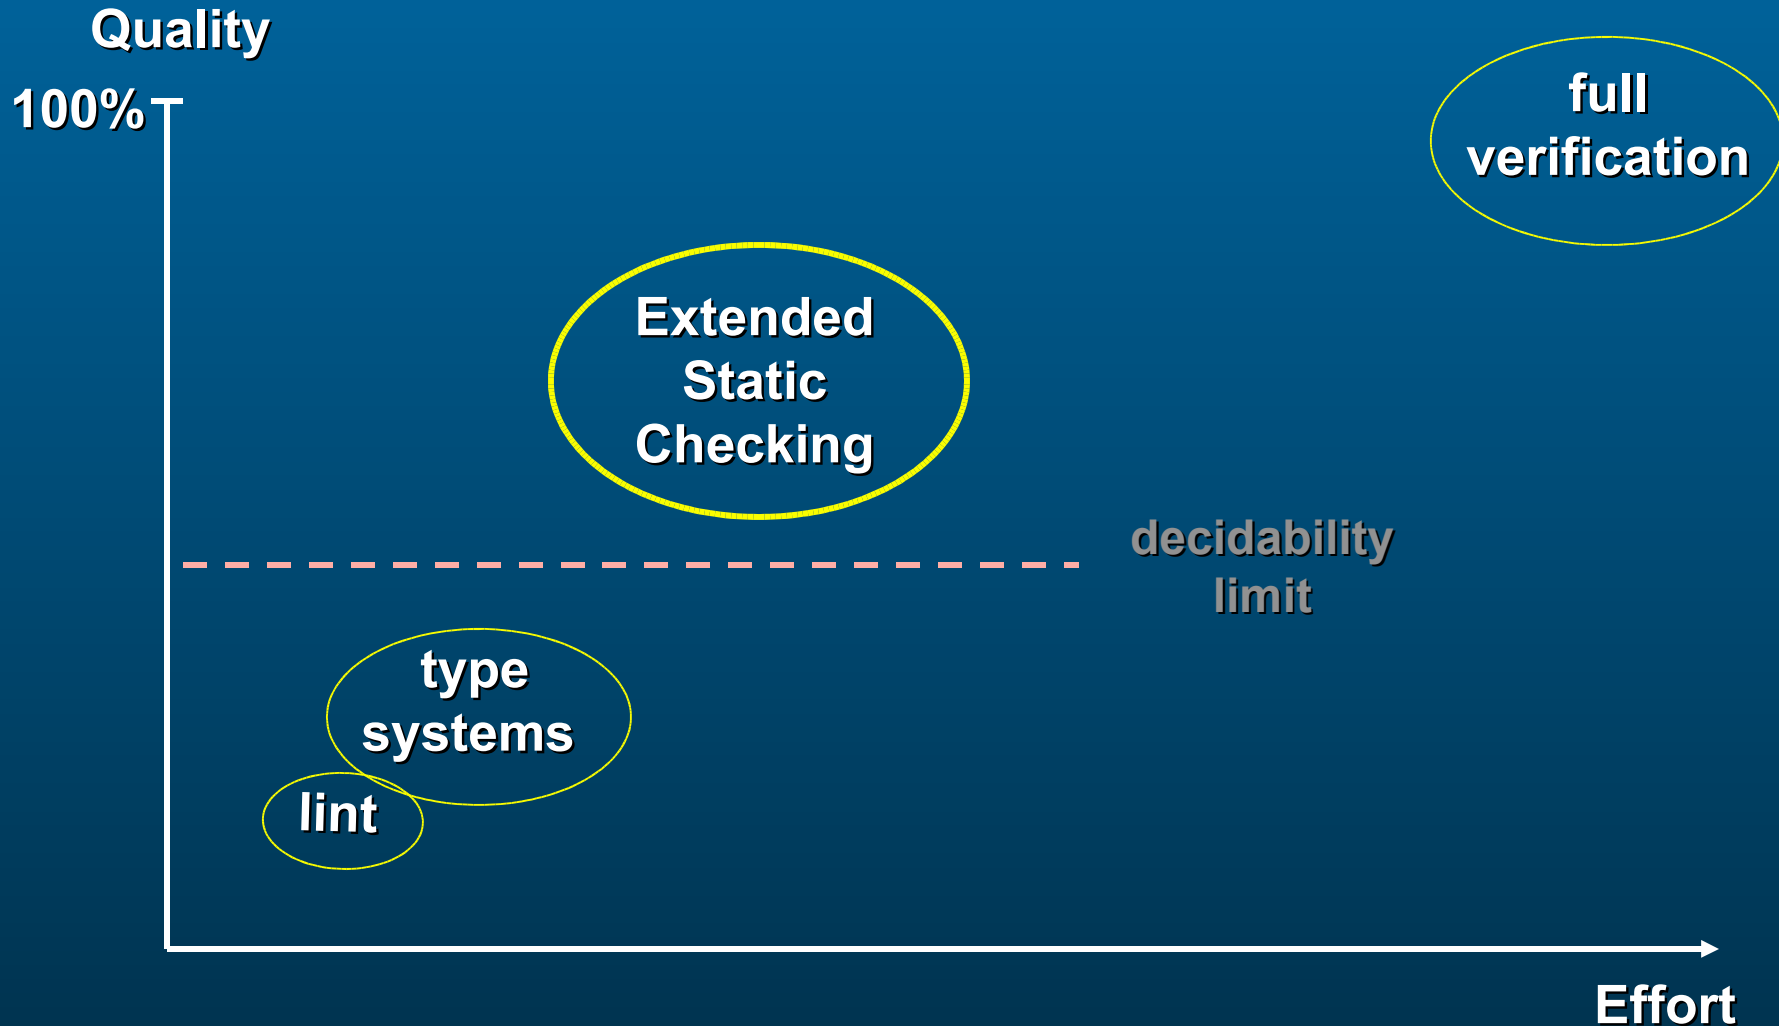 Quality
100%
full
verification
Extended
Static
Checking
decidability
limit
type
systems
lint
Effort